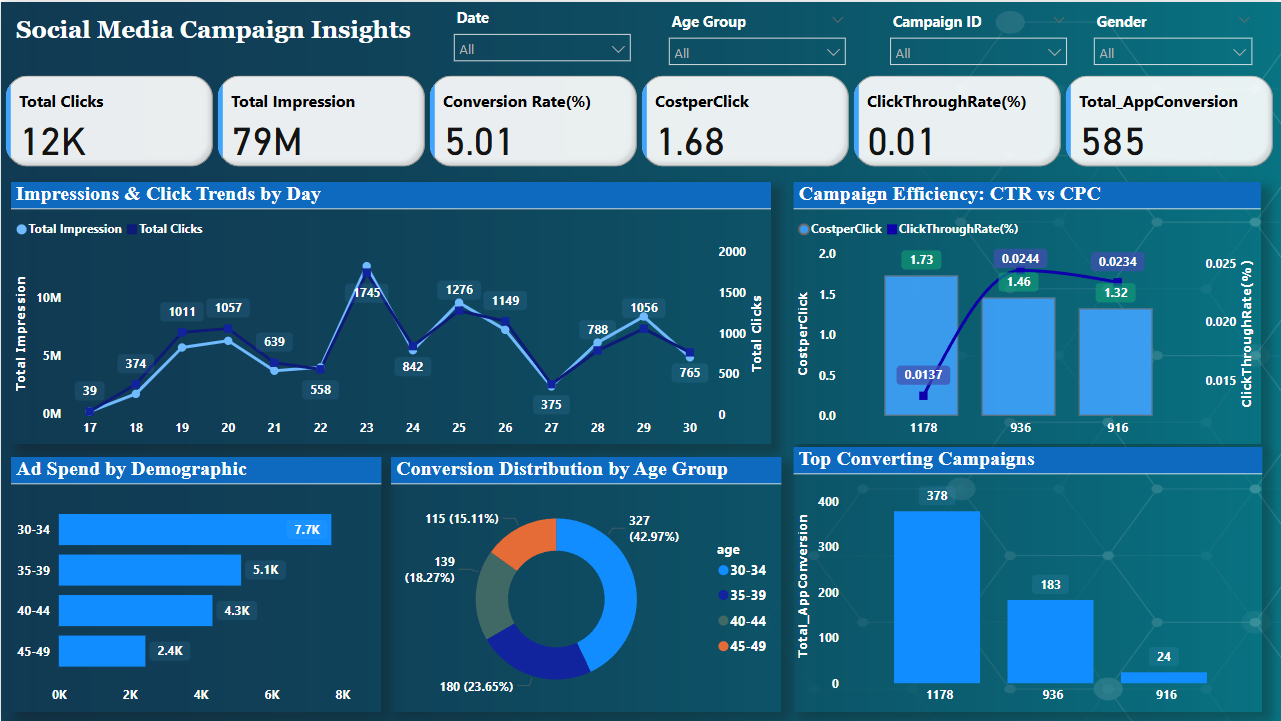 Social Media Campaign Insights
Date
All
Age Group
All
Campaign ID
All
Gender
All
Total Clicks
12K
Total Impression
79M
Conversion Rate(%)
5.01
CostperClick
1.68
ClickThroughRate(%)
0.01
Total_AppConversion
585
Impressions & Click Trends by Day
Total Impression Total Clicks
Total Impression
10M
5M
0M
39
374
1011
1057
639
558
1745
842
1276
1149
375
788
1056
765
2000
1500
1000
500
0
Total Clicks
17 18 19 20 21 22 23 24 25 26 27 28 29 30
Campaign Efficiency: CTR vs CPC
CostperClick ClickThroughRate(%)
CostperClick
2.0
1.5
1.0
0.5
0.0
1.73
0.0137
0.0244
1.46
0.0234
1.32
0.025
0.020
0.015
ClickThroughRate(%)
1178 936 916
Ad Spend by Demographic
30-34 7.7K
35-39 5.1K
40-44 4.3K
45-49 2.4K
0K 2K 4K 6K 8K
Conversion Distribution by Age Group
115 (15.11%)
327
(42.97%)
139
(18.27%)
180 (23.65%)
age
30-34
35-39
40-44
45-49
Top Converting Campaigns
Total_AppConversion
400
300
200
100
0
378
183
24
1178 936 916